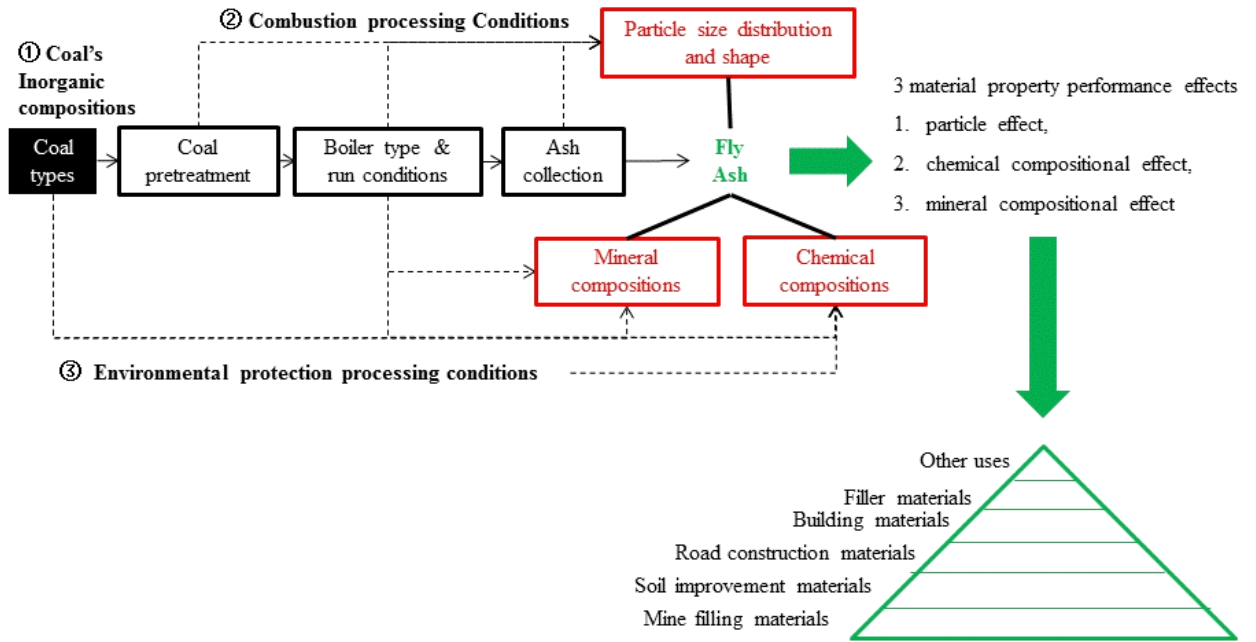 ② Combustion processing Conditions
Particle size distribution
and shape
① Coal's
Inorganic
compositions
3 material property performance effects
1. particle effect,
2. chemical compositional effect,
3. mineral compositional effect
Coal
types
Coal
pretreatment
Boiler type &
run conditions
Ash
collection
Fly
Ash
Mineral
compositions
Chemical
compositions
③ Environmental protection processing conditions
Other uses
Filler materials
Building materials
Road construction materials
Soil improvement materials
Mine filling materials